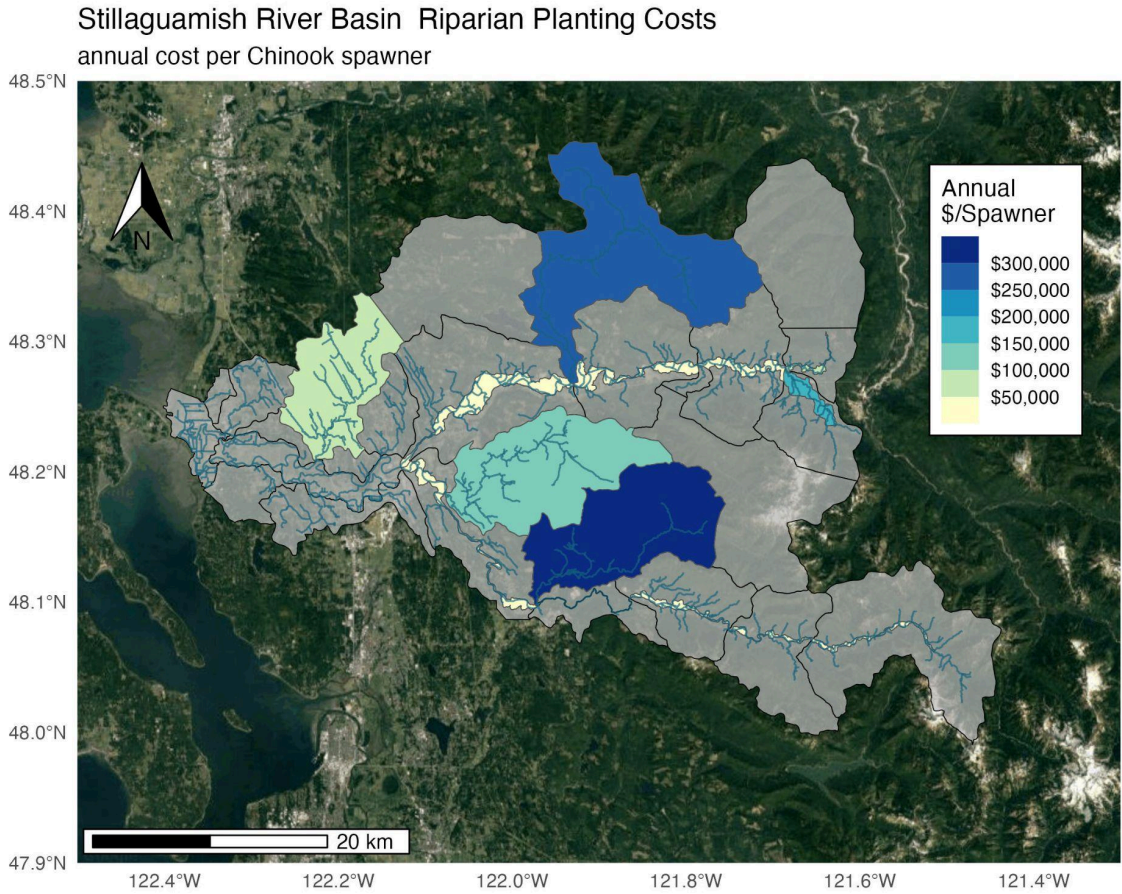 Stillaguamish River Basin  Riparian Planting Costs
annual cost per Chinook spawner
48.5°N
48.4°N
48.3°N
48.2°N
48.1°N
48.0°N
47.9°N
N
Annual
$/Spawner
$300,000
$250,000
$200,000
$150,000
$100,000
$50,000
20 km
122.4°W
122.2°W
122.0°W
121.8°W
121.6°W
121.4°W